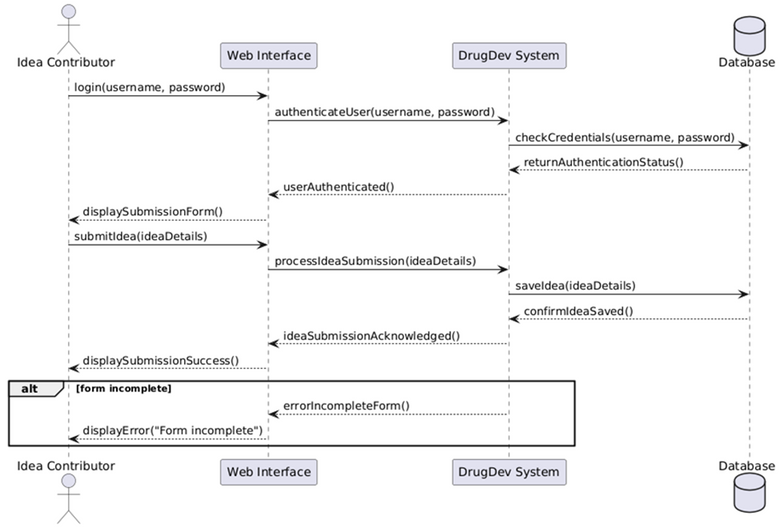 Idea Contributor
Web Interface
DrugDev System
Database
login(username, password)
authenticateUser(username, password)
checkCredentials(username, password)
returnAuthenticationStatus()
userAuthenticated()
displaySubmissionForm()
submitIdea(ideaDetails)
processIdeaSubmission(ideaDetails)
saveIdea(ideaDetails)
confirmIdeaSaved()
ideaSubmissionAcknowledged()
displaySubmissionSuccess()
alt [form incomplete]
errorIncompleteForm()
displayError("Form incomplete")
Idea Contributor
Web Interface
DrugDev System
Database